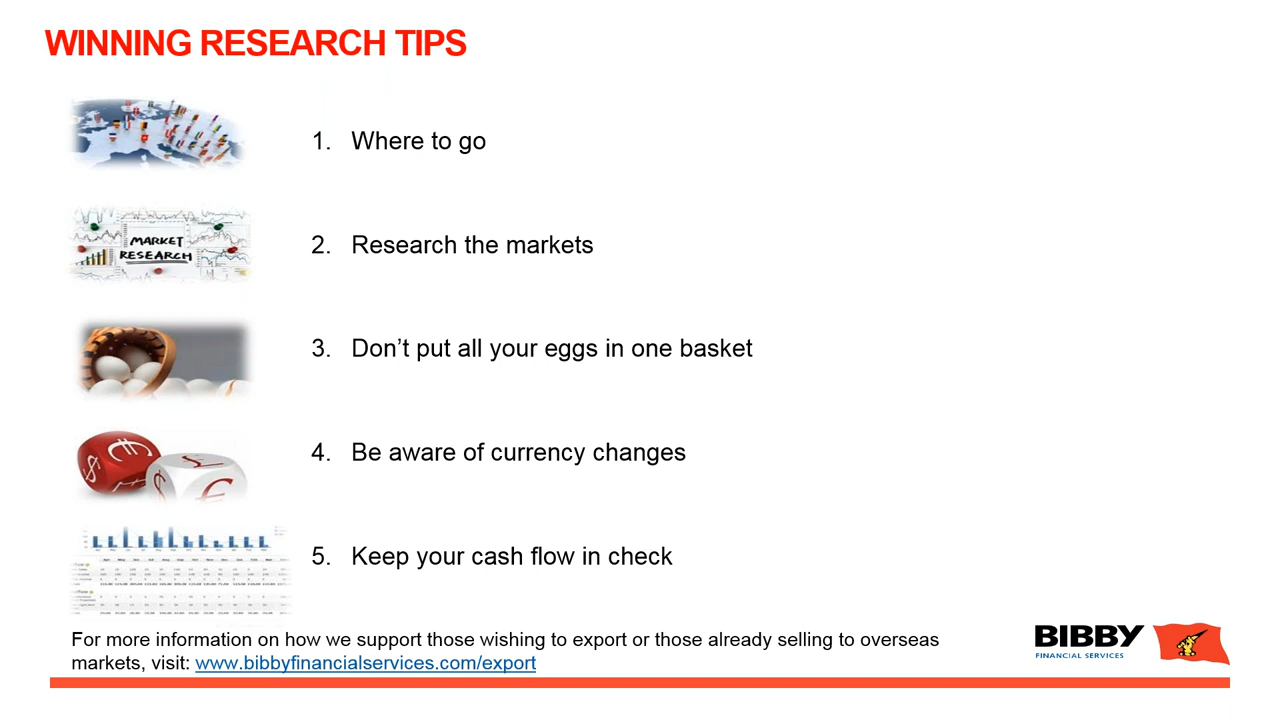 WINNING RESEARCH TIPS
1. Where to go
MARKET
RESEARCH
2. Research the markets
3. Don’t put all your eggs in one basket
4. Be aware of currency changes
5. Keep your cash flow in check
For more information on how we support those wishing to export or those already selling to overseas
markets, visit: www.bibbyfinancialservices.com/export
BIBBY
FINANCIAL SERVICES